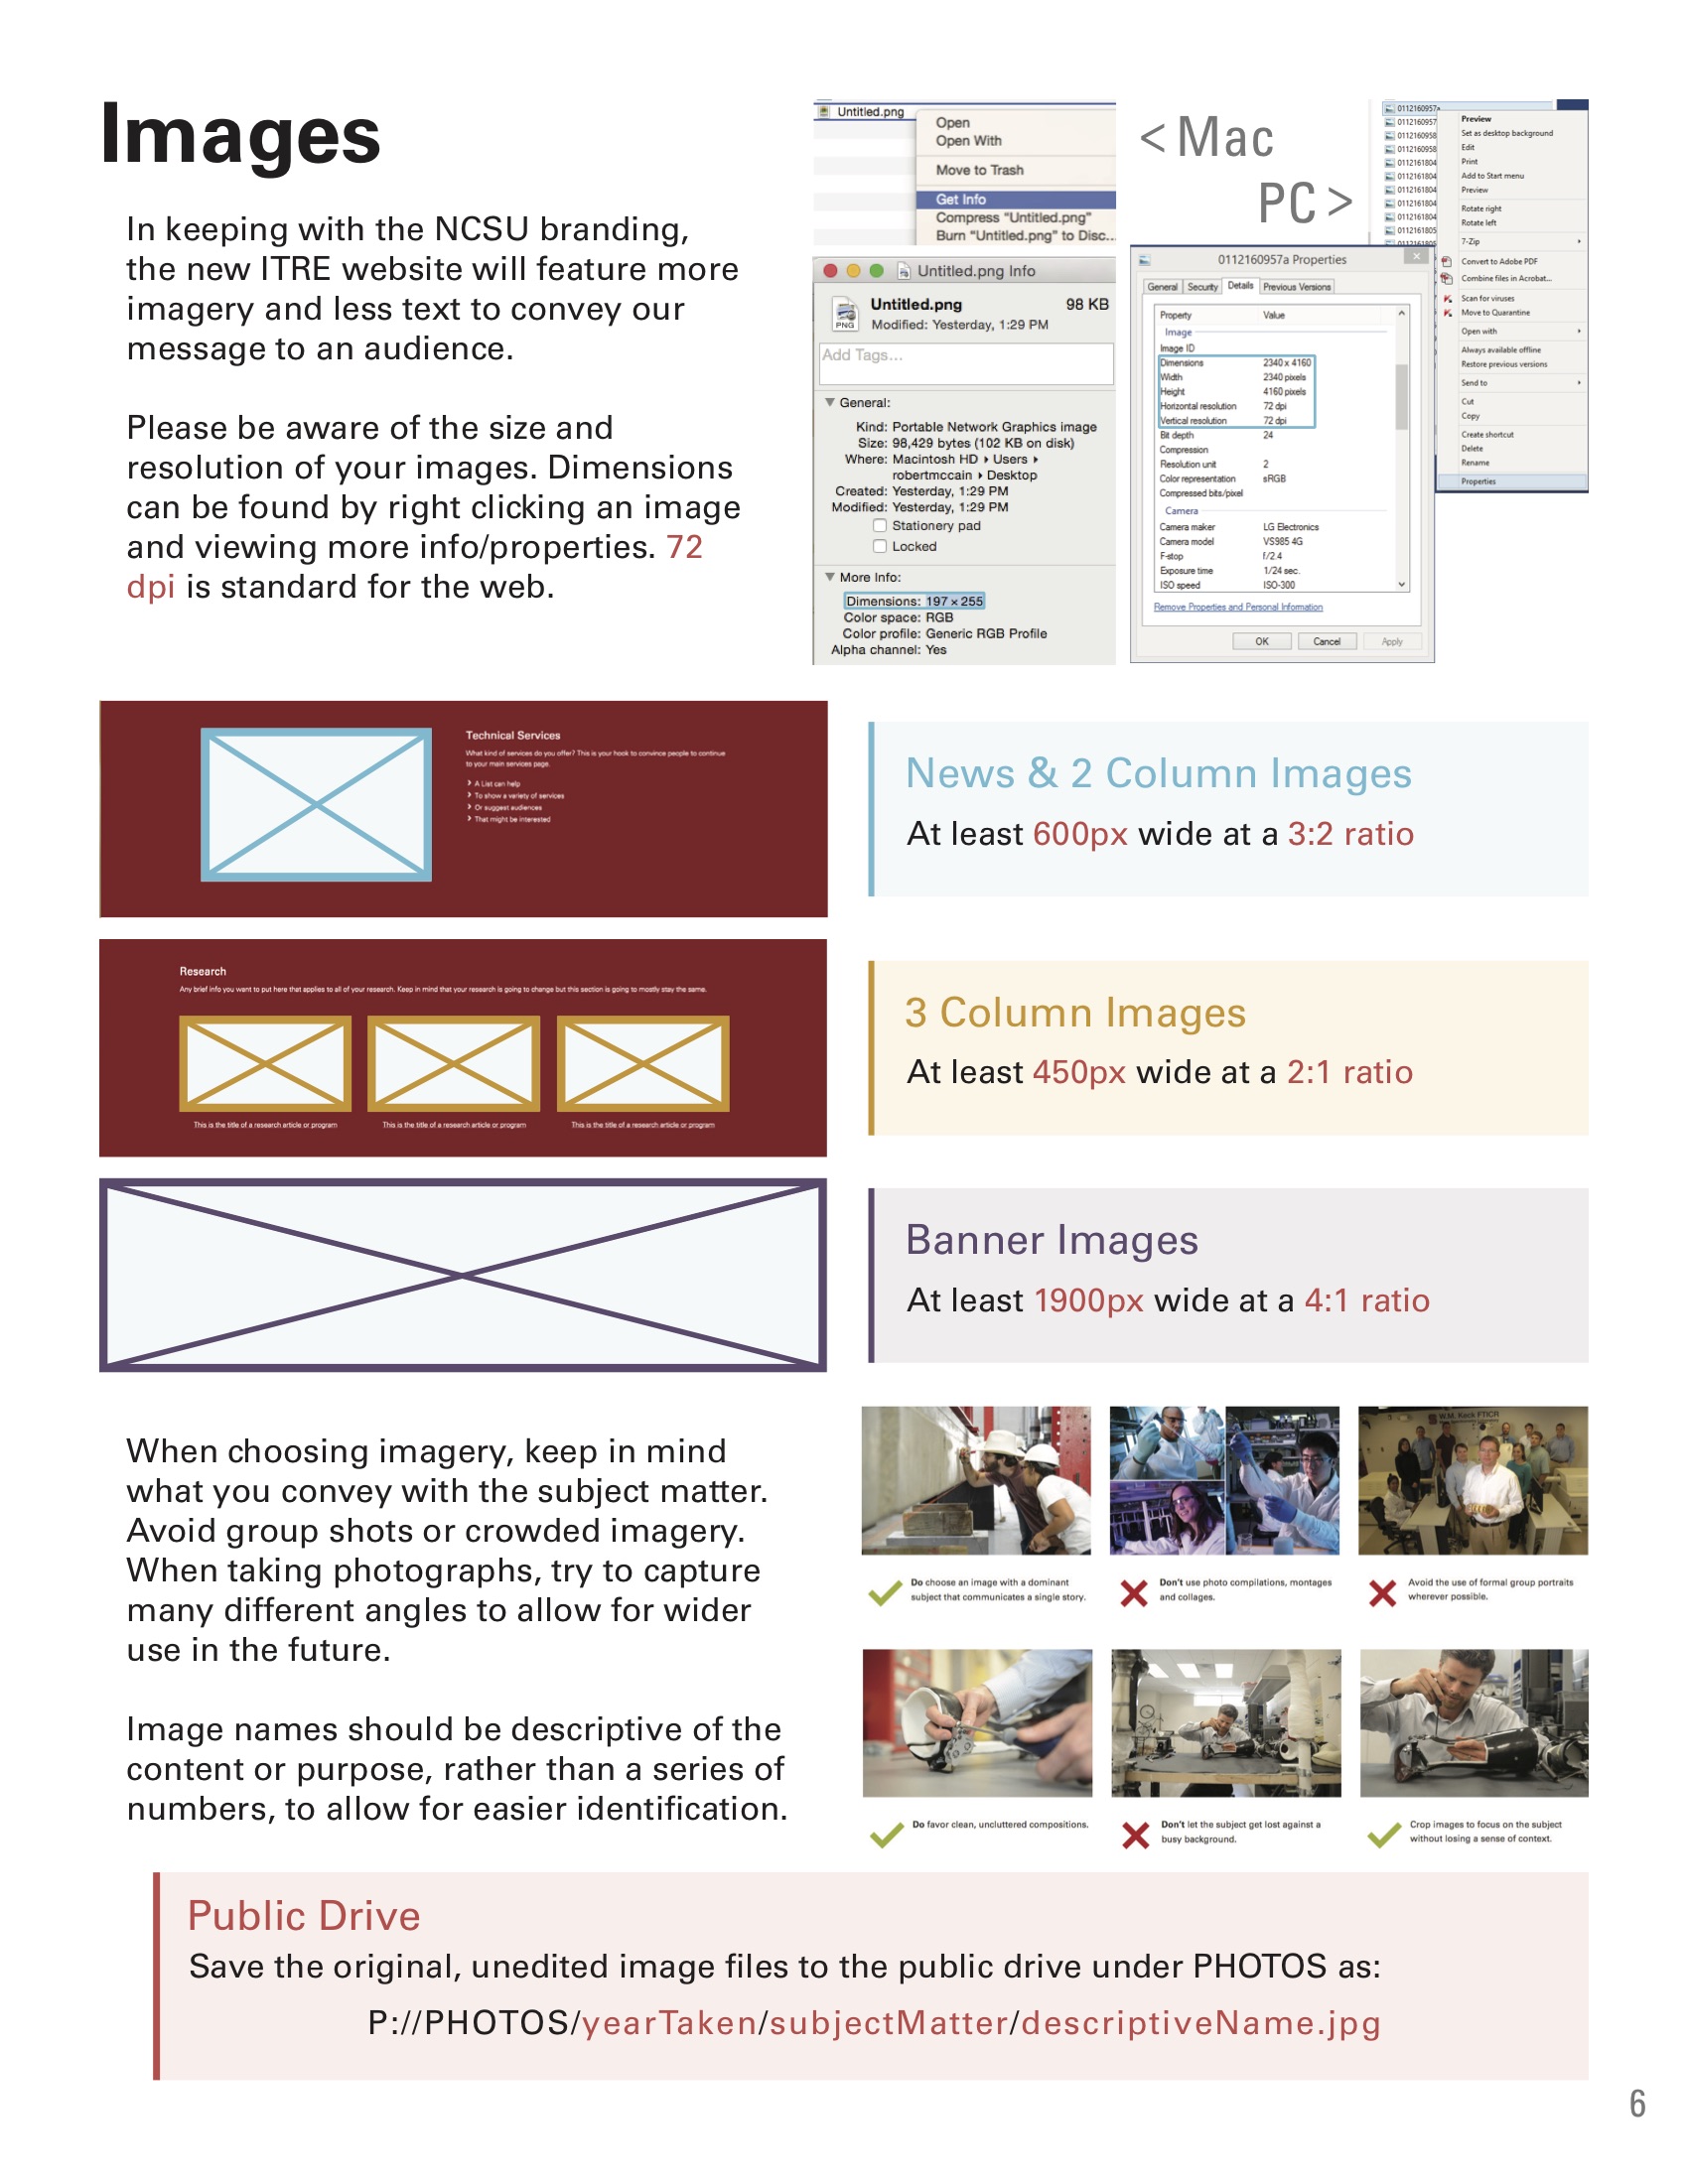 Images
In keeping with the NCSU branding,
the new ITRE website will feature more
imagery and less text to convey our
message to an audience.
Please be aware of the size and
resolution of your images. Dimensions
can be found by right clicking an image
and viewing more info/properties. 72
dpi is standard for the web.
Untitled.png
Open
Open With
Move to Trash
Get Info
Compress "Untitled.png"
Burn "Untitled.png" to Disc...
< Mac
PC >
Untitled.png Info
Untitled.png 98 KB
Modified: Yesterday, 1:29 PM
PNG
Add Tags...
General:
Kind: Portable Network Graphics image
Size: 98,429 bytes (102 KB on disk)
Where: Macintosh HD ▸ Users ▸
robertmccain ▸ Desktop
Created: Yesterday, 1:29 PM
Modified: Yesterday, 1:29 PM
Stationery pad
Locked
More Info:
Dimensions: 197 × 255
Color space: RGB
Color profile: Generic RGB Profile
Alpha channel: Yes
0112160957a
0112160957
0112160958
0112160958
0112161804
0112161804
0112161804
0112161804
0112161804
0112161805
Preview
Set as desktop background
Edit
Print
Add to Start menu
Preview
Rotate right
Rotate left
7-Zip
Convert to Adobe PDF
Combine files in Acrobat...
Scan for viruses
Move to Quarantine
Open with
Always available offline
Restore previous versions
Send to
Cut
Copy
Create shortcut
Delete
Rename
Properties
0112160957a Properties
General Security Details Previous Versions
Property Value
Image
Image ID
Dimensions 2340 x 4160
Width 2340 pixels
Height 4160 pixels
Horizontal resolution 72 dpi
Vertical resolution 72 dpi
Bit depth 24
Compression
Resolution unit 2
Color representation sRGB
Compressed bits/pixel
Camera
Camera maker LG Electronics
Camera model VS985 4G
F-stop f/2.4
Exposure time 1/24 sec.
ISO speed ISO-300
Remove Properties and Personal Information
OK Cancel Apply
Technical Services
What kind of services do you offer? This is your hook to convince people to continue
to your main services page.
A List can help
To show a variety of services
Or suggest audiences
That might be interested
News & 2 Column Images
At least 600px wide at a 3:2 ratio
Research
Any brief info you want to put here that applies to all of your research. Keep in mind that your research is going to change but this section is going to mostly stay the same.
This is the title of a research article or program
This is the title of a research article or program
This is the title of a research article or program
3 Column Images
At least 450px wide at a 2:1 ratio
Banner Images
At least 1900px wide at a 4:1 ratio
When choosing imagery, keep in mind
what you convey with the subject matter.
Avoid group shots or crowded imagery.
When taking photographs, try to capture
many different angles to allow for wider
use in the future.
Image names should be descriptive of the
content or purpose, rather than a series of
numbers, to allow for easier identification.
W.M. Keck FTICR
Do choose an image with a dominant
subject that communicates a single story.
Don't use photo compilations, montages
and collages.
Avoid the use of formal group portraits
wherever possible.
Do favor clean, uncluttered compositions.
Don't let the subject get lost against a
busy background.
Crop images to focus on the subject
without losing a sense of context.
Public Drive
Save the original, unedited image files to the public drive under PHOTOS as:
P://PHOTOS/yearTaken/subjectMatter/descriptiveName.jpg
6